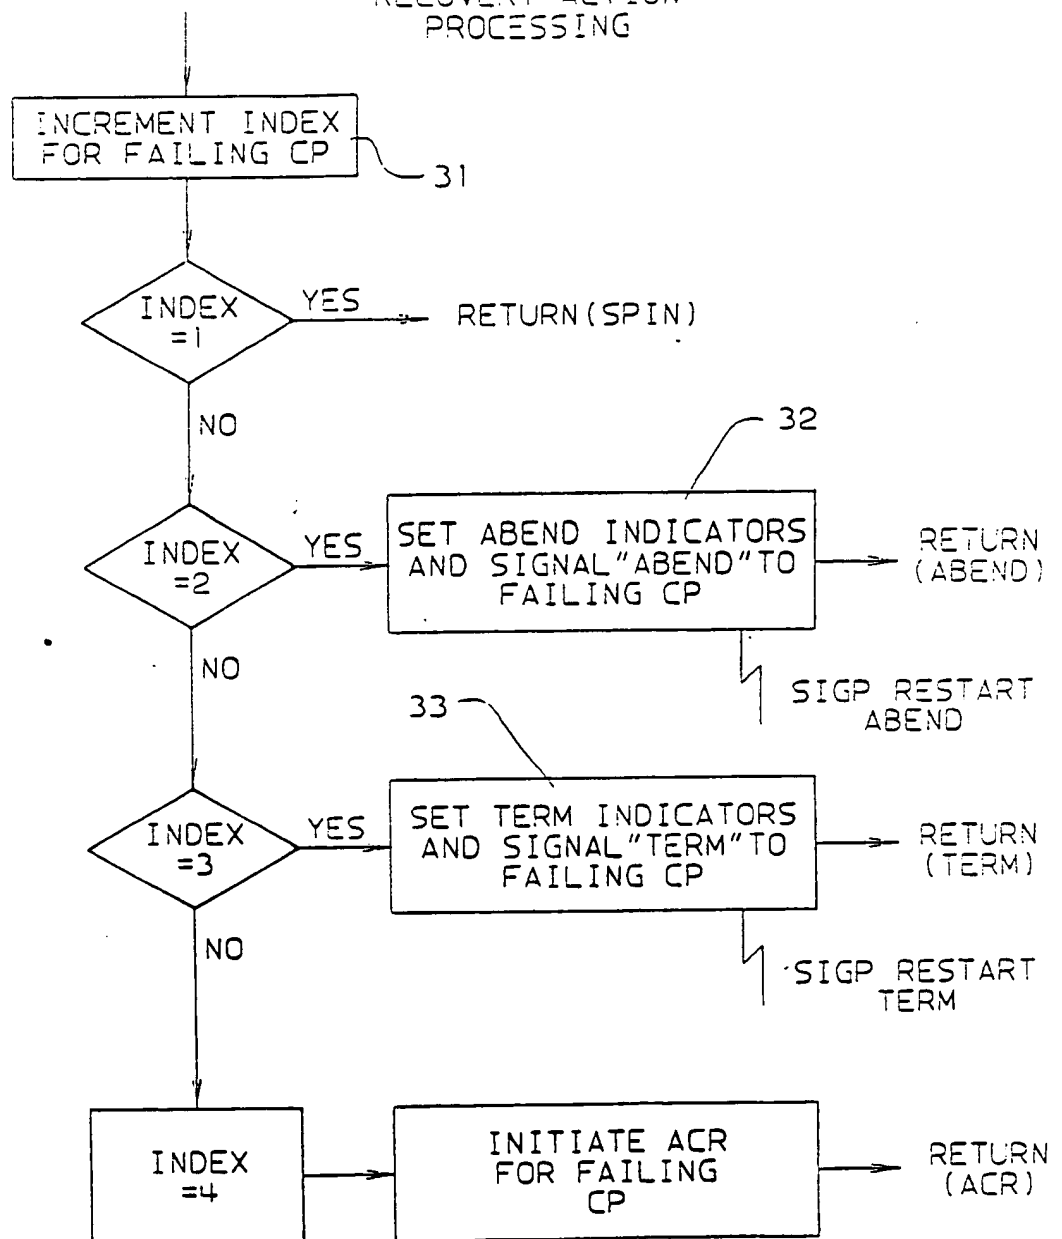 RECOVERY ACTION
PROCESSING
INCREMENT INDEX
FOR FAILING CP
31
INDEX
=1
YES
RETURN(SPIN)
NO
32
INDEX
=2
YES
SET ABEND INDICATORS
AND SIGNAL "ABEND" TO
FAILING CP
RETURN
(ABEND)
NO
SIGP RESTART
ABEND
33
INDEX
=3
YES
SET TERM INDICATORS
AND SIGNAL "TERM" TO
FAILING CP
RETURN
(TERM)
NO
SIGP RESTART
TERM
INDEX
=4
INITIATE ACR
FOR FAILING
CP
RETURN
(ACR)